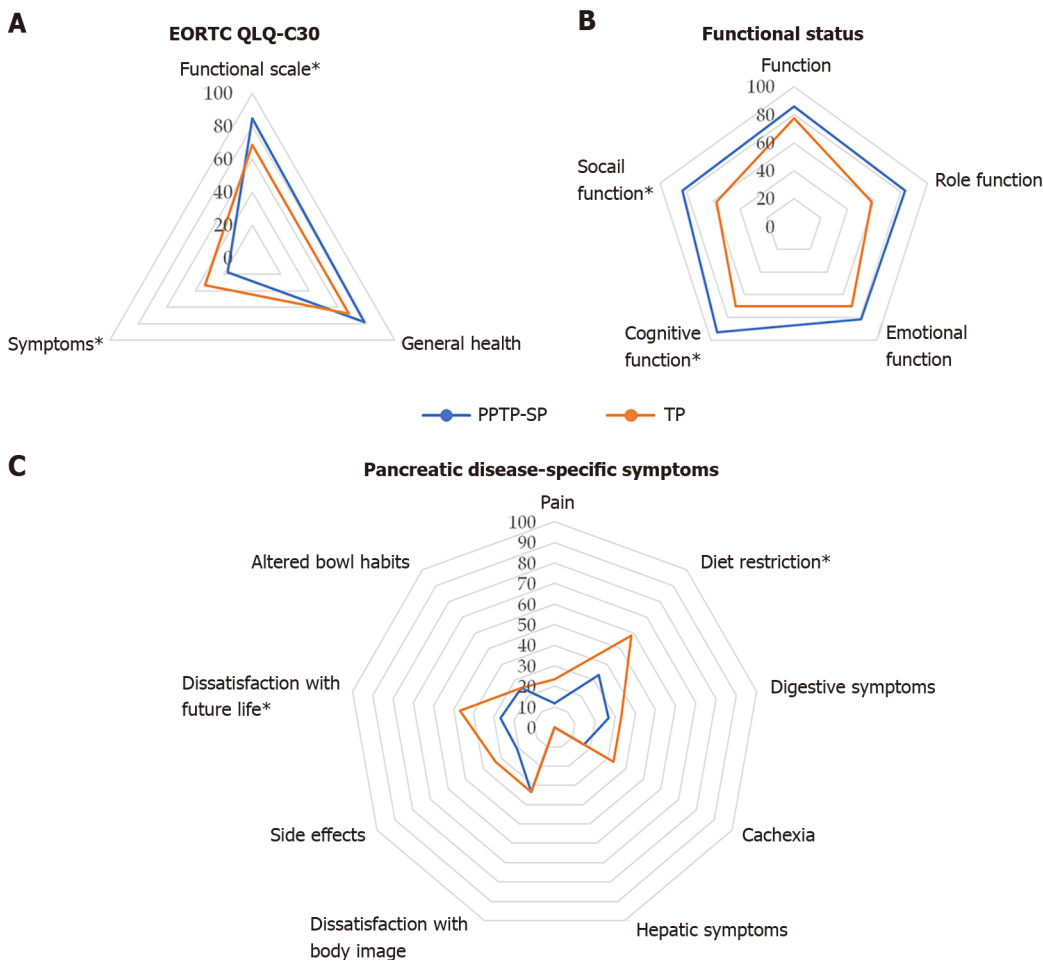 A
EORTC QLQ-C30
Functional scale*
100
80
60
40
20
0
Symptoms*
General health
B
Functional status
Function
100
80
60
40
20
0
Socail
function*
Role function
Cognitive
function*
Emotional
function
PPTP-SP
TP
C
Pancreatic disease-specific symptoms
Pain
100
90
80
70
60
50
40
30
20
10
0
Altered bowl habits
Diet restriction*
Dissatisfaction with
future life*
Digestive symptoms
Side effects
Cachexia
Dissatisfaction with
body image
Hepatic symptoms